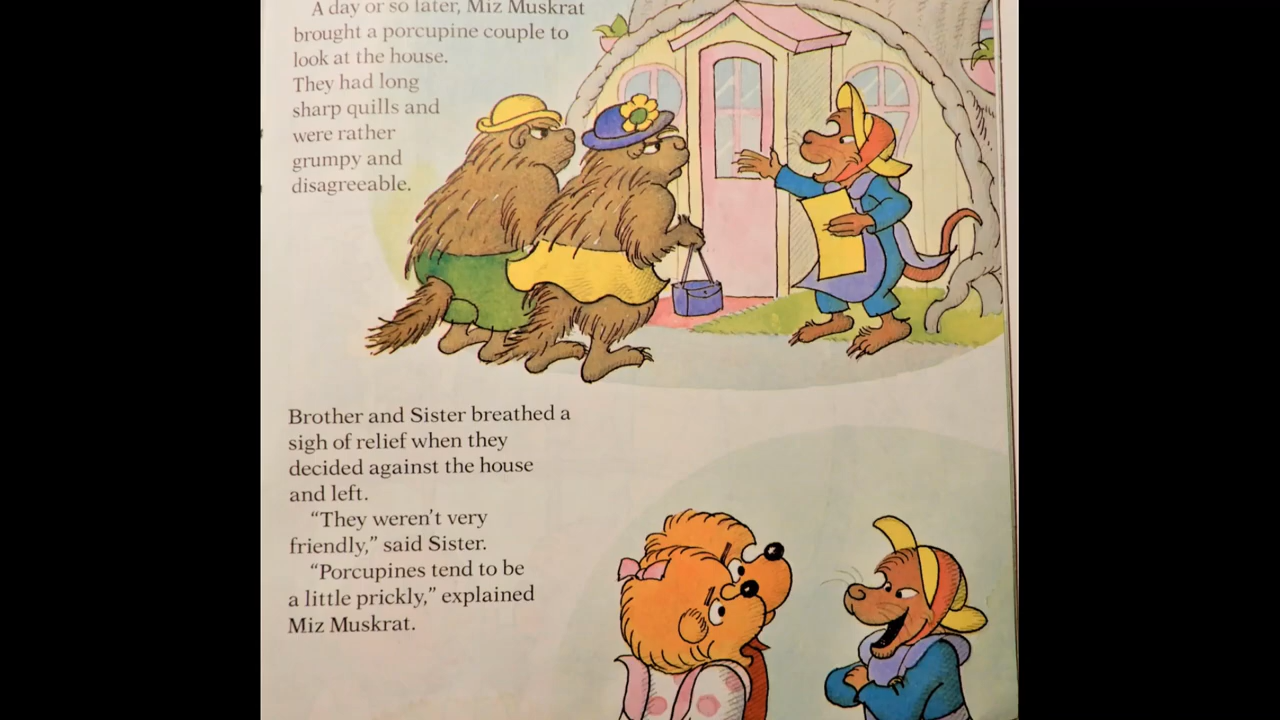 A day or so later, Miz Muskrat
brought a porcupine couple to
look at the house.
They had long
sharp quills and
were rather
grumpy and
disagreeable.
Brother and Sister breathed a
sigh of relief when they
decided against the house
and left.
“They weren’t very
friendly,” said Sister.
“Porcupines tend to be
a little prickly,” explained
Miz Muskrat.